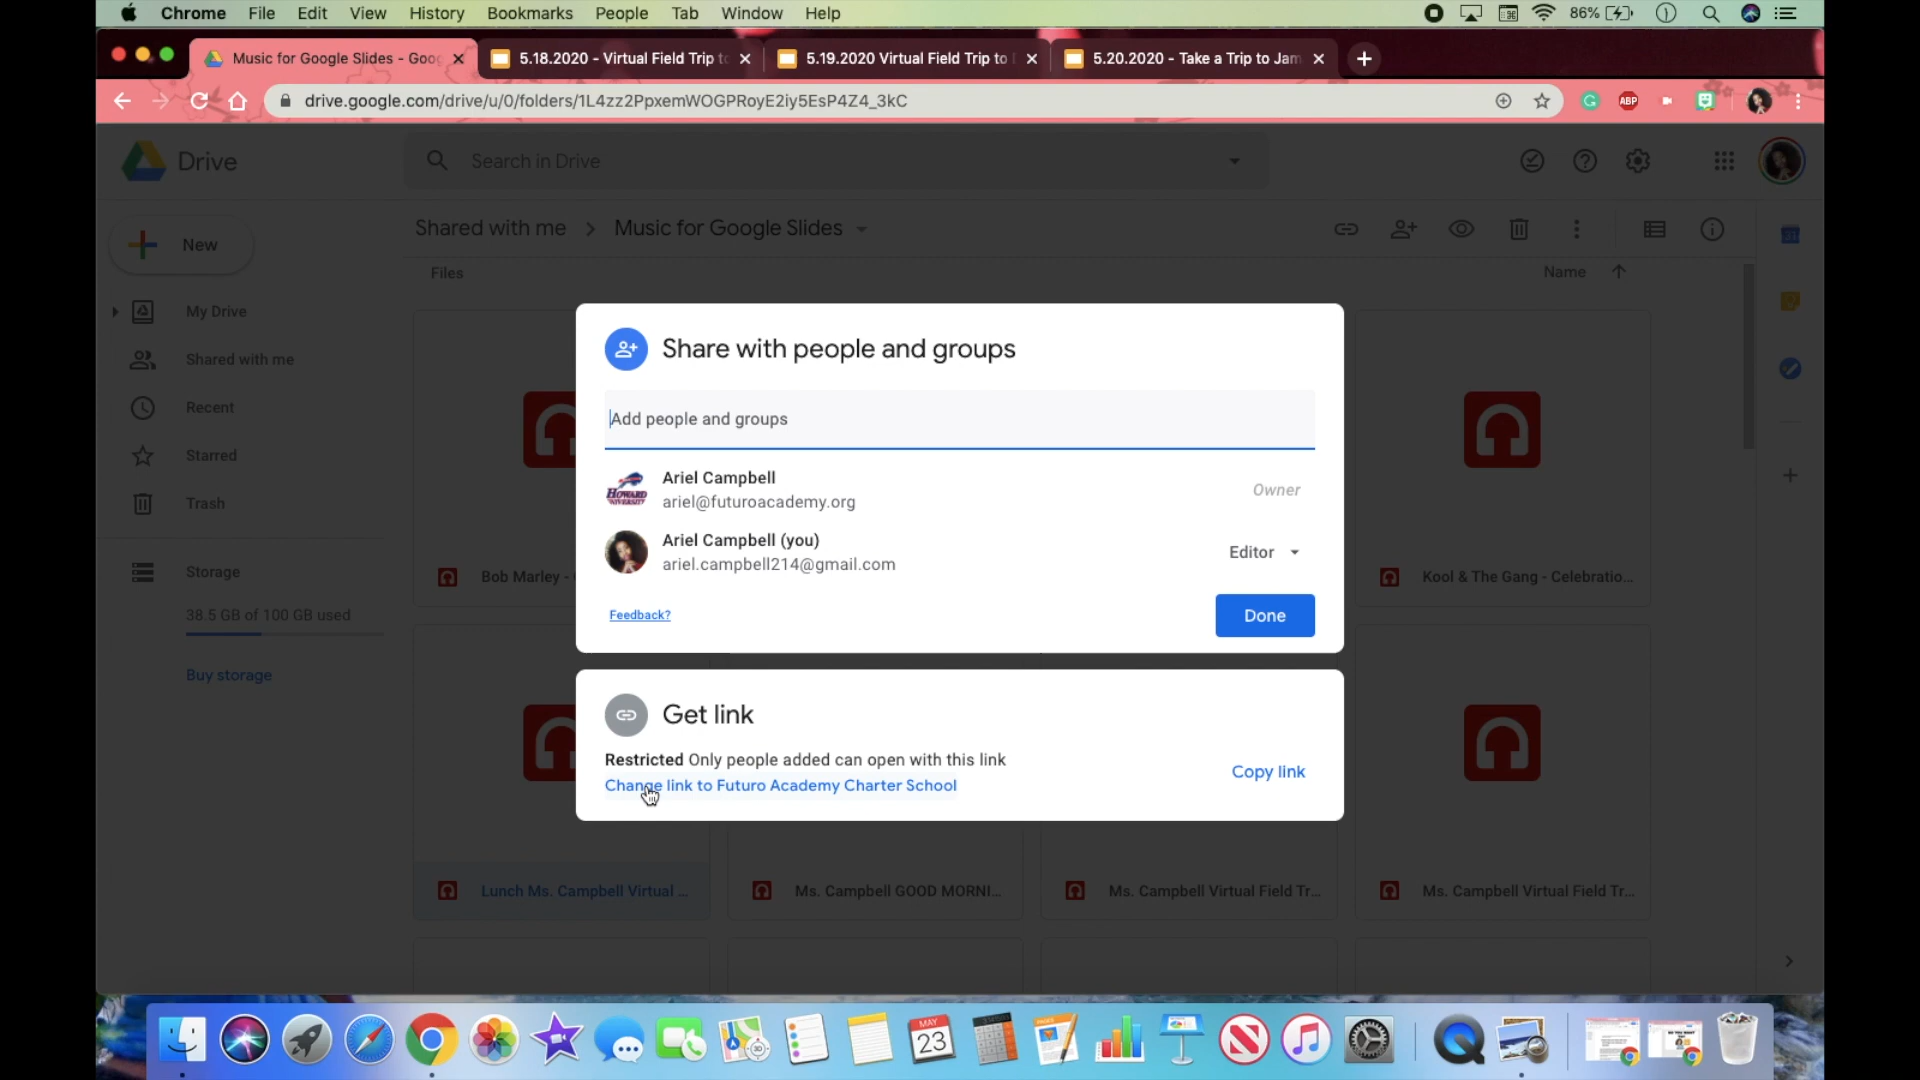 Chrome File Edit View History Bookmarks People Tab Window Help
86%
Music for Google Slides - Goo
5.18.2020 - Virtual Field Trip to
5.19.2020 Virtual Field Trip to
5.20.2020 - Take a Trip to Jam
drive.google.com/drive/u/0/folders/1L4zz2PpxemWOGPRoyE2iy5EsP4Z4_3kC
ABP
Drive
Search in Drive
New
Shared with me > Music for Google Slides
Files
Name
My Drive
Shared with me
Recent
Starred
Trash
Storage
38.5 GB of 100 GB used
Buy storage
Share with people and groups
Add people and groups
Ariel Campbell
ariel@futuroacademy.org
Owner
HOWARD
UNIVERSITY
Ariel Campbell (you)
ariel.campbell214@gmail.com
Editor
Feedback?
Done
Get link
Restricted Only people added can open with this link
Change link to Futuro Academy Charter School
Copy link
Bob Marley -
Kool & The Gang - Celebratio...
Lunch Ms. Campbell Virtual ...
Ms. Campbell GOOD MORNI...
Ms. Campbell Virtual Field Tr...
Ms. Campbell Virtual Field Tr...
MAY
23